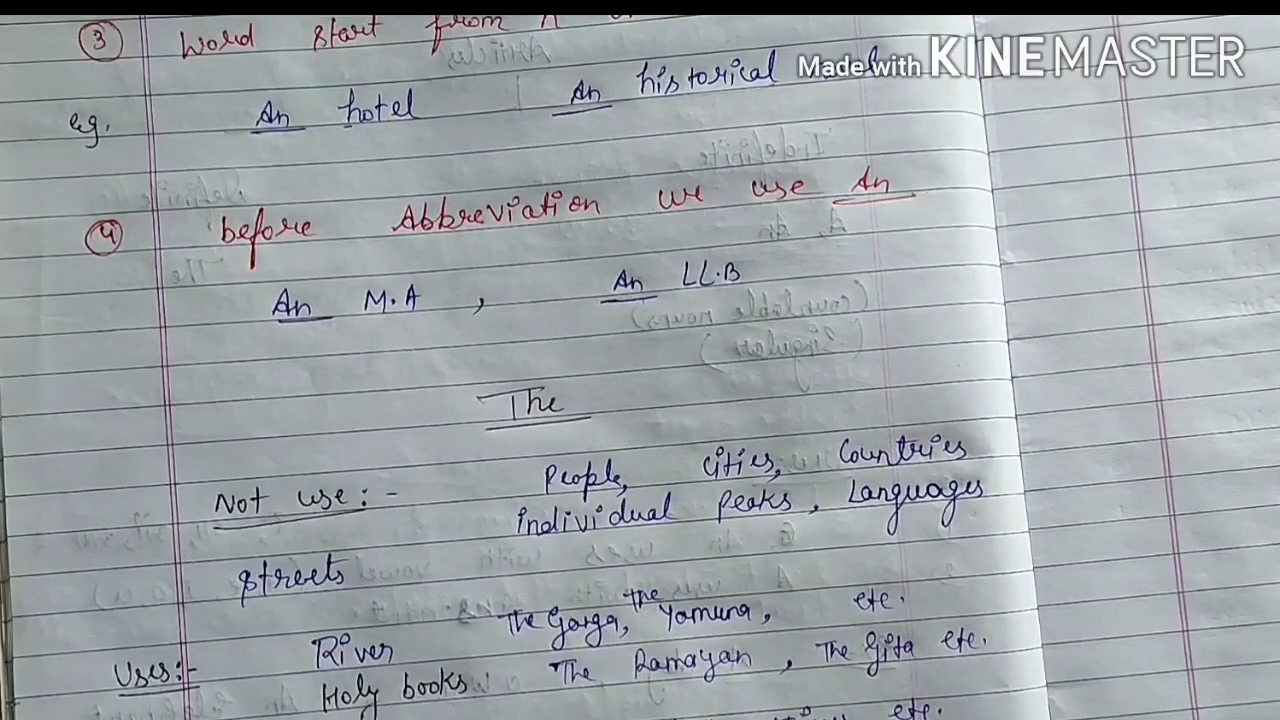 ③ Word start from
Made with KINEMASTER
eg. An hotel An historical
④ before Abbreviation we use An
An M.A , An LL.B
The
Not use:- People, cities, Countries
individual Peaks, Languages
streets
Uses:- River The Ganga, The Yamuna, etc.
Holy books The Ramayan, The Gita etc.
etc.